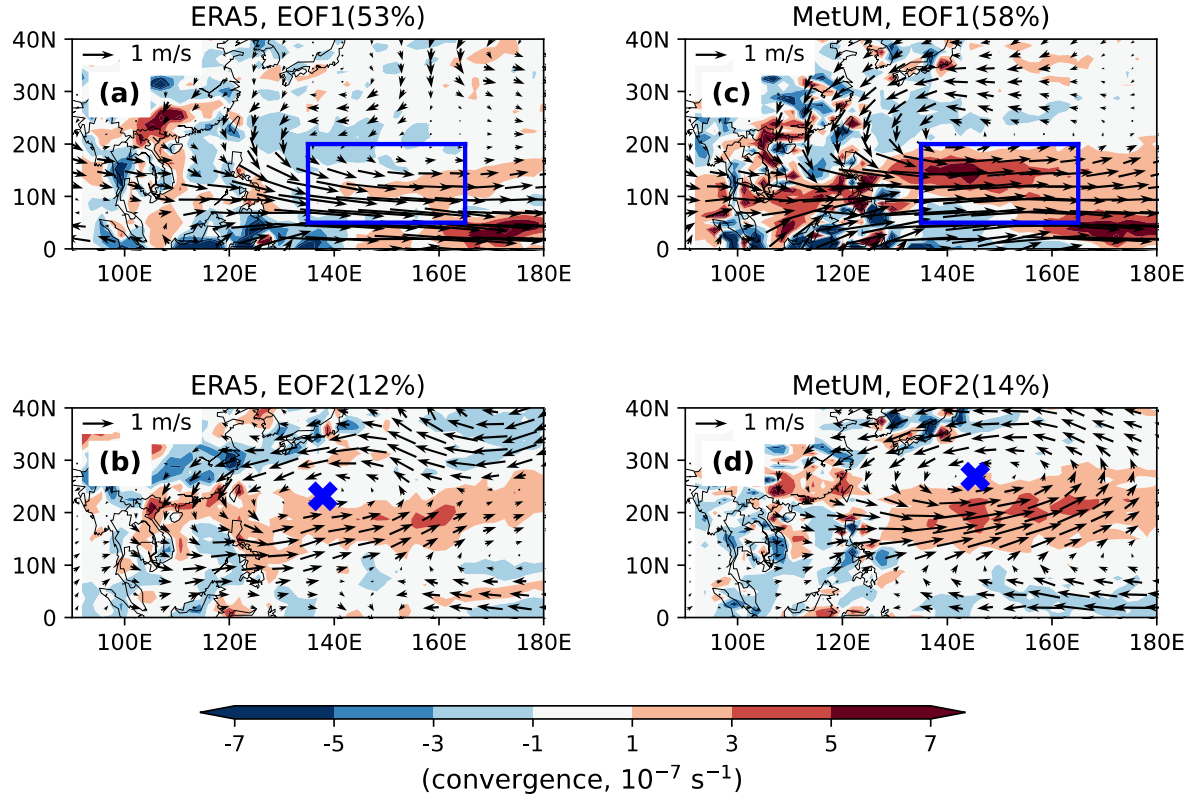 ERA5, EOF1(53%)
MetUM, EOF1(58%)
40N
30N
20N
10N
0
1 m/s
(a)
100E
120E
140E
160E
180E
40N
30N
20N
10N
0
1 m/s
(c)
100E
120E
140E
160E
180E
ERA5, EOF2(12%)
MetUM, EOF2(14%)
40N
30N
20N
10N
0
1 m/s
(b)
100E
120E
140E
160E
180E
40N
30N
20N
10N
0
1 m/s
(d)
100E
120E
140E
160E
180E
-7 -5 -3 -1 1 3 5 7
(convergence, 10⁻⁷ s⁻¹)